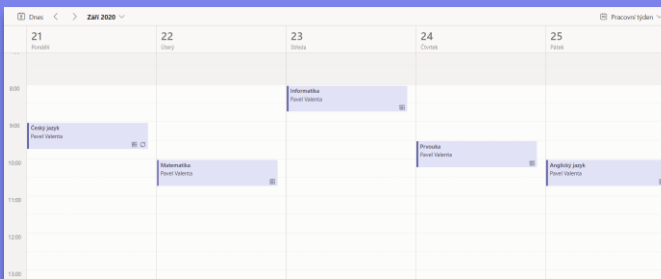 Dnes
Září 2020
Pracovní týden
21
Pondělí
22
Úterý
23
Středa
24
Čtvrtek
25
Pátek
8:00
Informatika
Pavel Valenta
9:00
Český jazyk
Pavel Valenta
Prvouka
Pavel Valenta
10:00
Matematika
Pavel Valenta
Anglický jazyk
Pavel Valenta
11:00
12:00
13:00